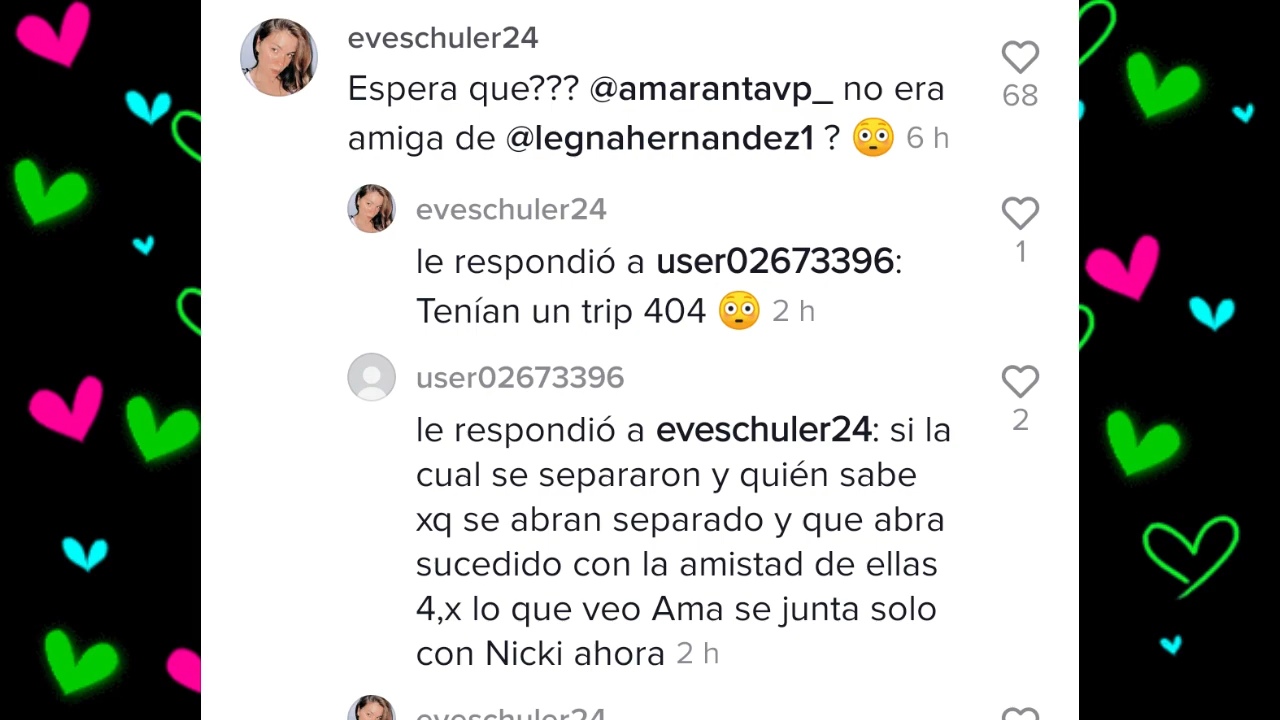 eveschuler24
Espera que??? @amarantavp_ no era
68
amiga de @legnahernandez1 ? 😳 6 h
eveschuler24
le respondió a user02673396:
1
Tenían un trip 404 😳 2 h
user02673396
le respondió a eveschuler24: si la
2
cual se separaron y quién sabe
xq se abran separado y que abra
sucedido con la amistad de ellas
4,x lo que veo Ama se junta solo
con Nicki ahora 2 h
eveschuler24